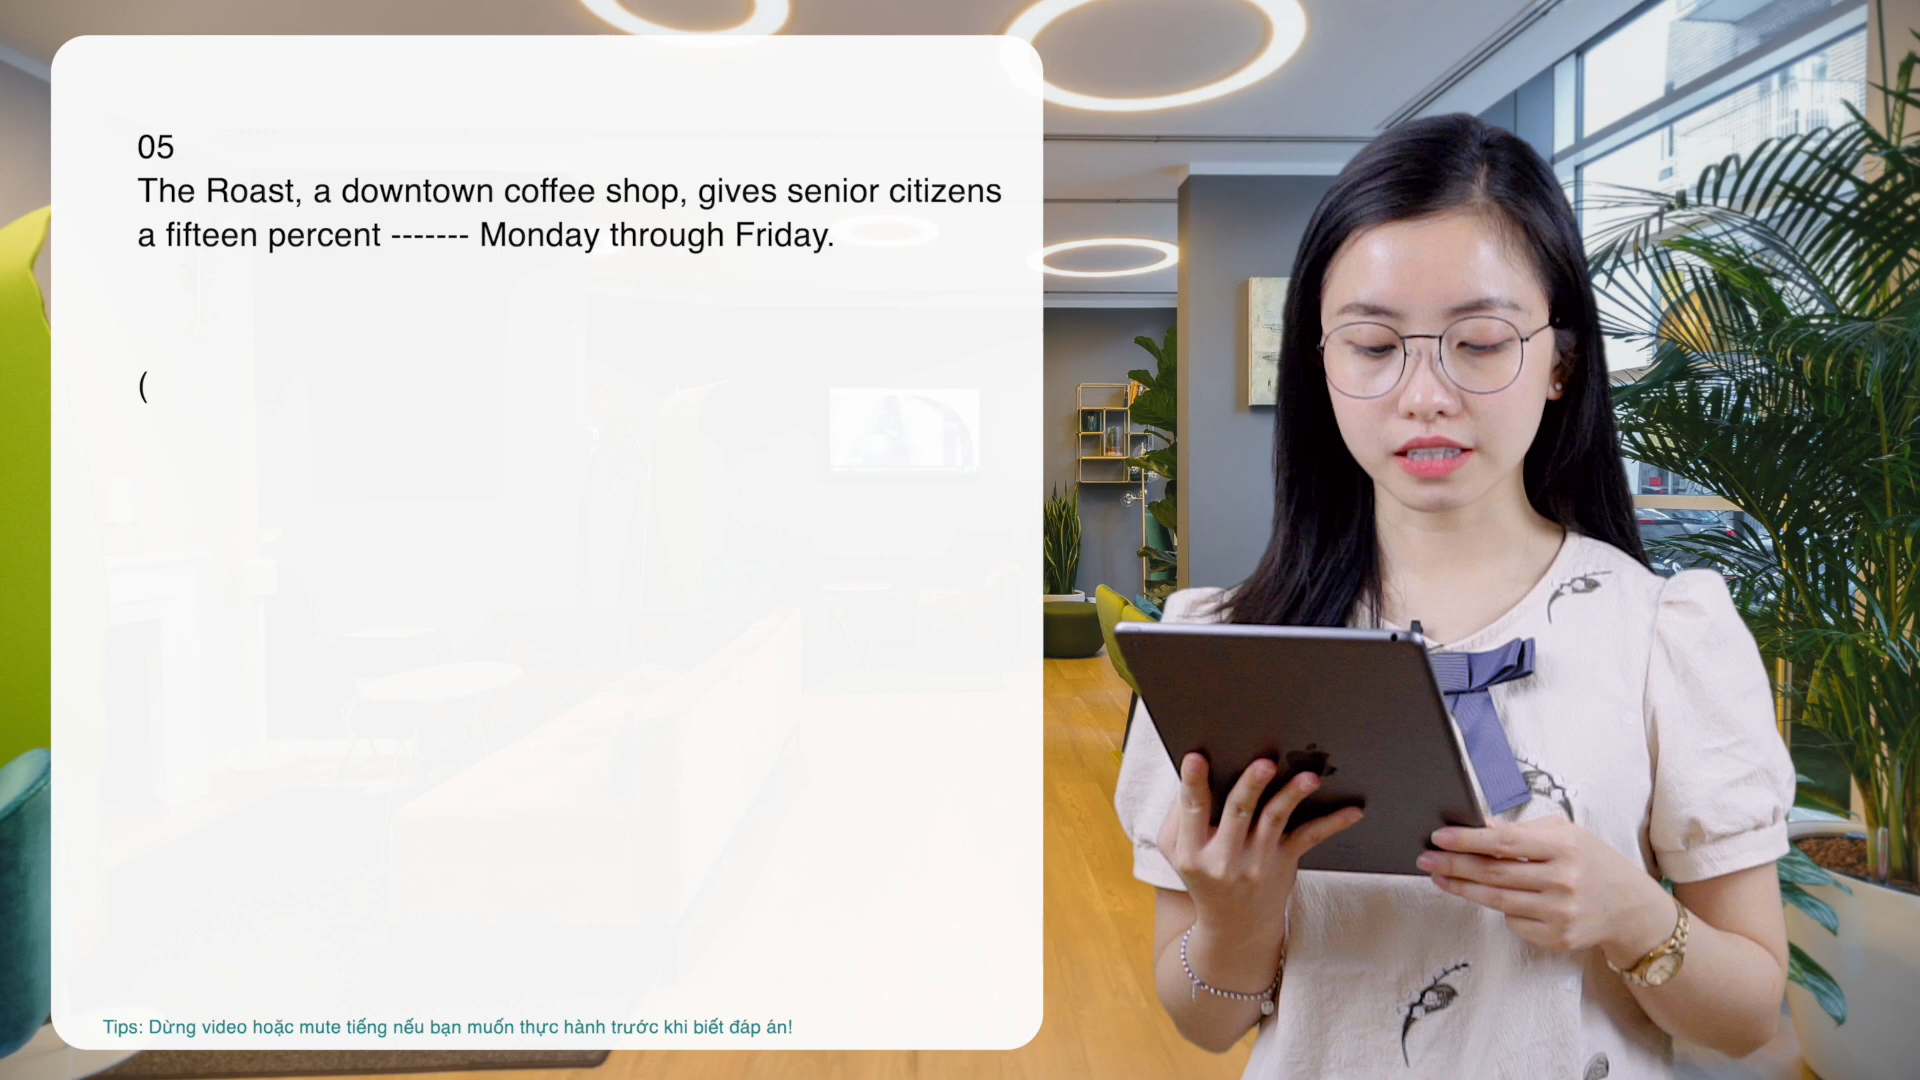 05
The Roast, a downtown coffee shop, gives senior citizens
a fifteen percent ------- Monday through Friday.
(
Tips: Dừng video hoặc mute tiếng nếu bạn muốn thực hành trước khi biết đáp án!